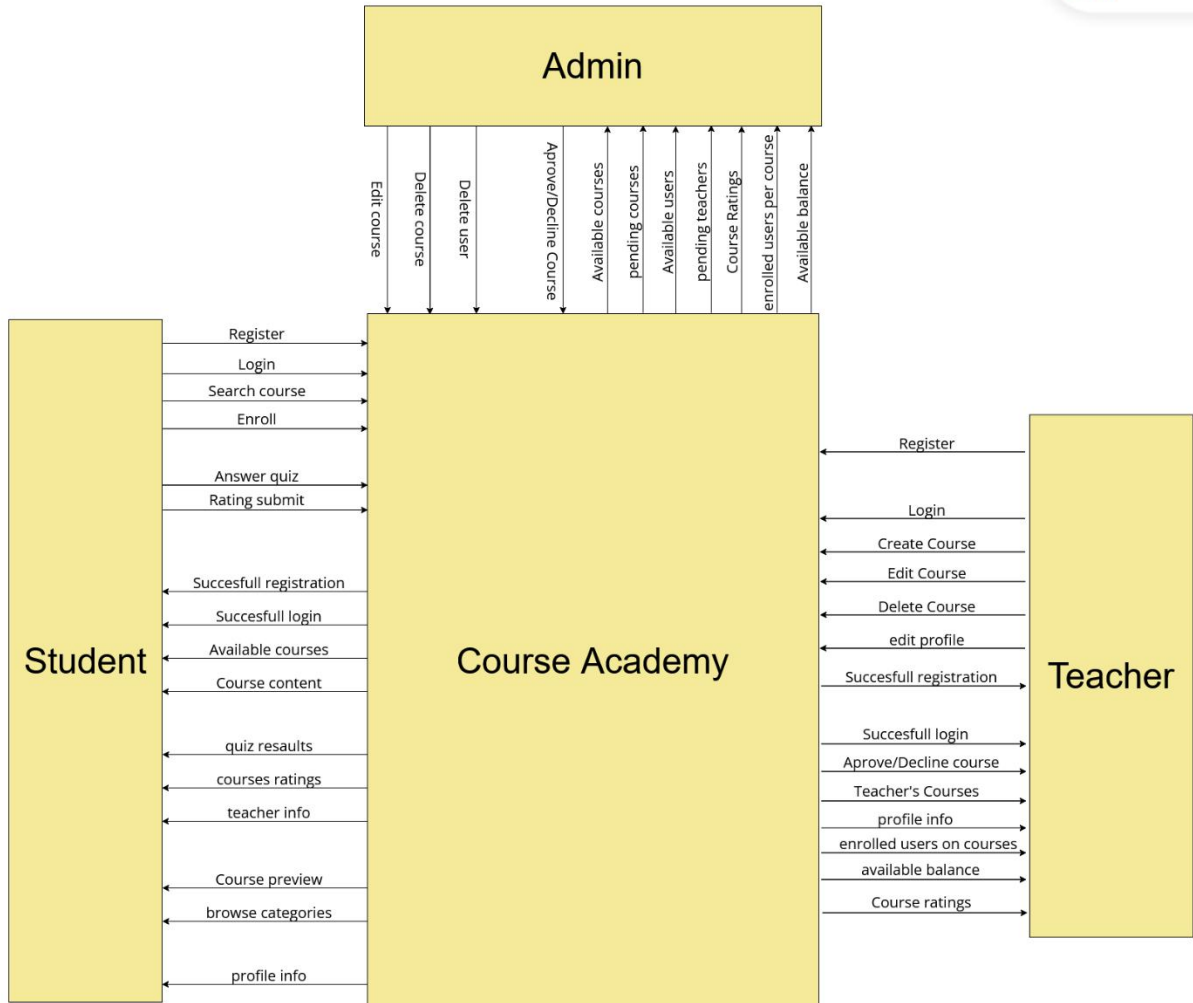 Admin
Edit course
Delete course
Delete user
Aprove/Decline Course
Available courses
pending courses
Available users
pending teachers
Course Ratings
enrolled users per course
Available balance
Student
Register
Login
Search course
Enroll
Answer quiz
Rating submit
Succesfull registration
Succesfull login
Available courses
Course content
quiz resaults
courses ratings
teacher info
Course preview
browse categories
profile info
Course Academy
Register
Login
Create Course
Edit Course
Delete Course
edit profile
Succesfull registration
Succesfull login
Aprove/Decline course
Teacher's Courses
profile info
enrolled users on courses
available balance
Course ratings
Teacher